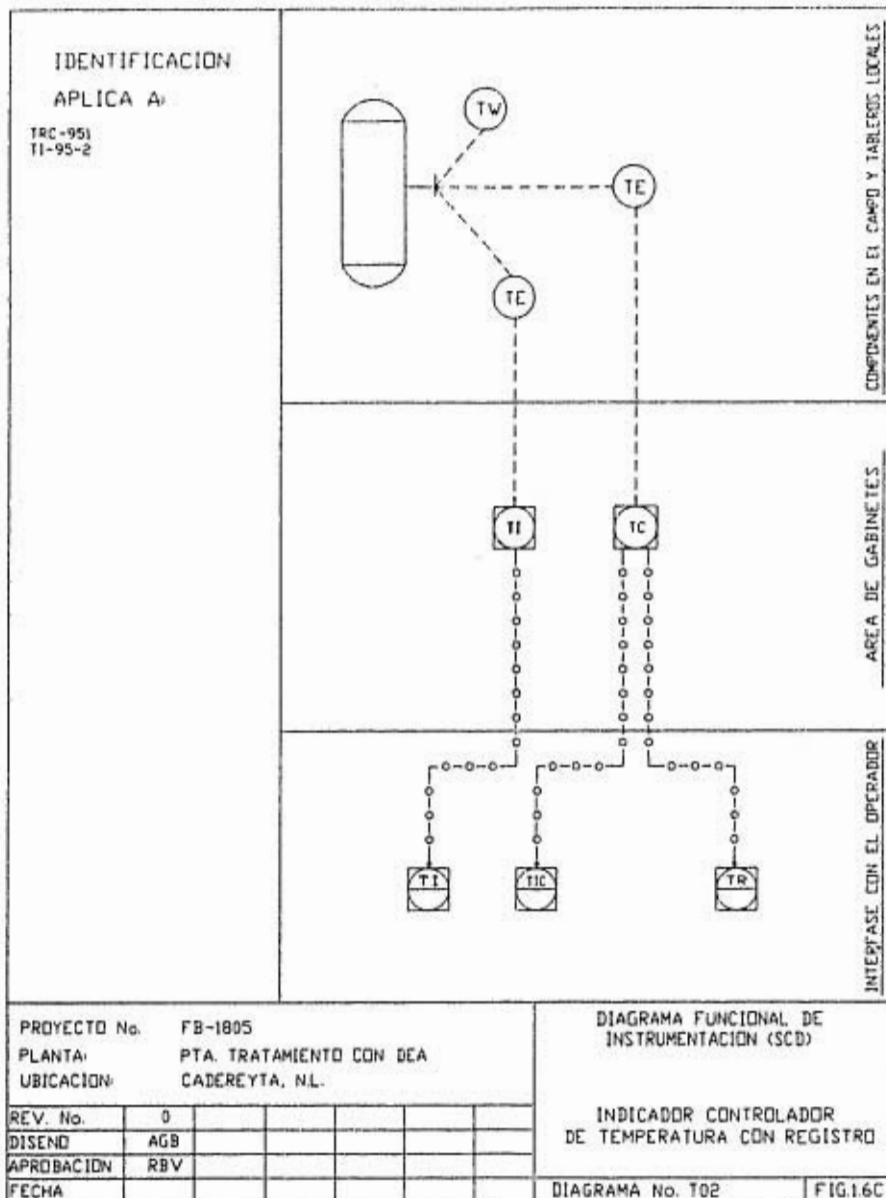 IDENTIFICACION
APLICA A:
TRC-951
TI-95-2
TW
TE
TE
COMPONENTES EN EL CAMPO Y TABLEROS LOCALES
TI
TC
AREA DE GABINETES
TI
TIC
TR
INTERFASE CON EL OPERADOR
PROYECTO No. FB-1805
PLANTA: PTA. TRATAMIENTO CON DEA
UBICACION: CADEREYTA, N.L.
REV. No. 0
DISENO AGB
APROBACION RBV
FECHA
DIAGRAMA FUNCIONAL DE
INSTRUMENTACION (SCD)
INDICADOR CONTROLADOR
DE TEMPERATURA CON REGISTRO
DIAGRAMA No. T02
FIG.1.6C